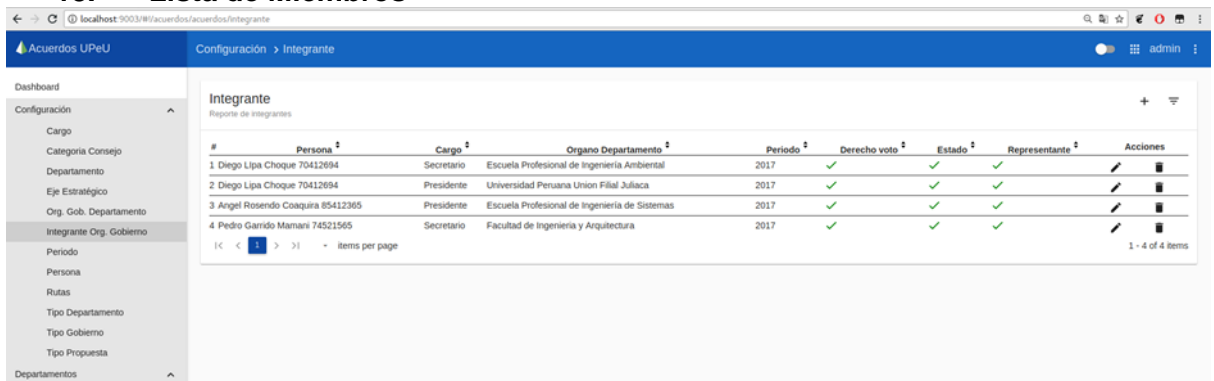 Lista de Miembros
localhost:9003/#!/acuerdos/acuerdos/integrante
Acuerdos UPeU
Configuración > Integrante
admin
Dashboard
Configuración
Cargo
Categoria Consejo
Departamento
Eje Estratégico
Org. Gob. Departamento
Integrante Org. Gobierno
Periodo
Persona
Rutas
Tipo Departamento
Tipo Gobierno
Tipo Propuesta
Departamentos
Integrante
Reporte de integrantes
# Persona Cargo Organo Departamento Periodo Derecho voto Estado Representante Acciones
1 Diego LIpa Choque 70412694 Secretario Escuela Profesional de Ingeniería Ambiental 2017
2 Diego Lipa Choque 70412694 Presidente Universidad Peruana Union Filial Juliaca 2017
3 Angel Rosendo Coaquira 85412365 Presidente Escuela Profesional de Ingeniería de Sistemas 2017
4 Pedro Garrido Mamani 74521565 Secretario Facultad de Ingenieria y Arquitectura 2017
1 items per page 1 - 4 of 4 items